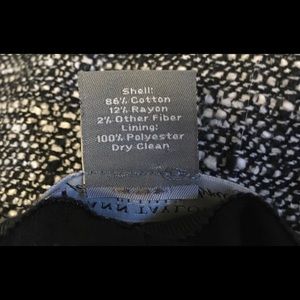 Shell:
86% Cotton
12% Rayon
2% Other Fiber
Lining:
100% Polyester
Dry Clean